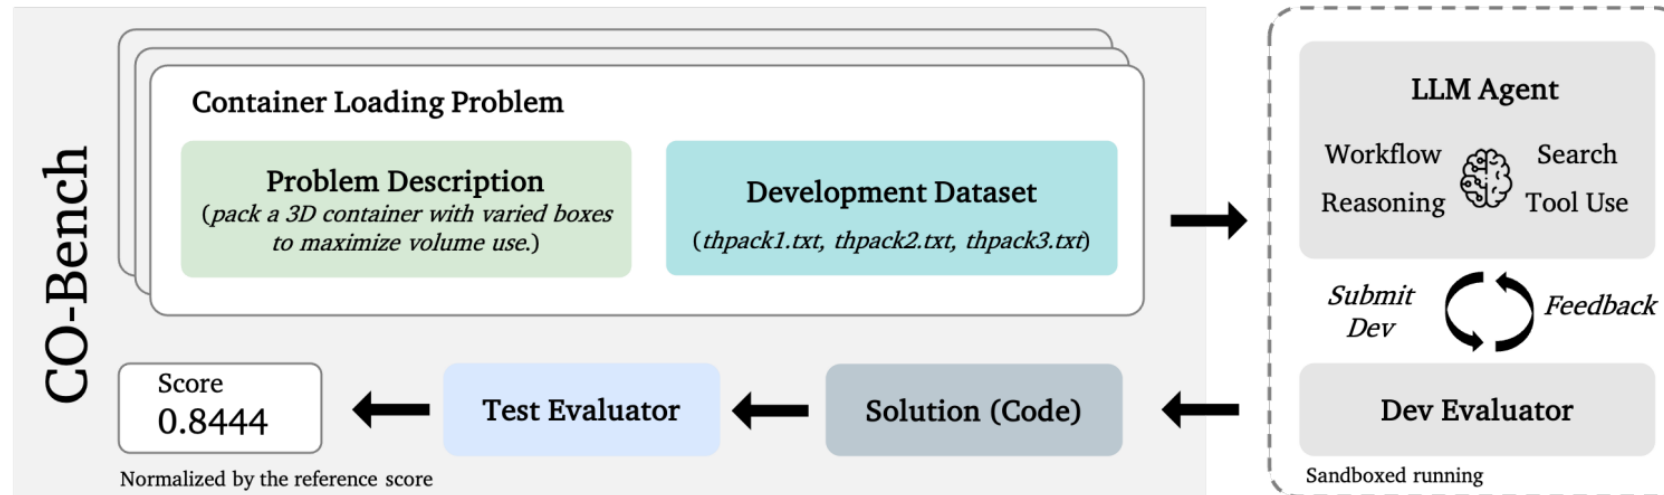 CO-Bench
Container Loading Problem
Problem Description
(pack a 3D container with varied boxes
to maximize volume use.)
Development Dataset
(thpack1.txt, thpack2.txt, thpack3.txt)
LLM Agent
Workflow
Search
Reasoning
Tool Use
Submit
Dev
Feedback
Dev Evaluator
Sandboxed running
Solution (Code)
Test Evaluator
Score
0.8444
Normalized by the reference score